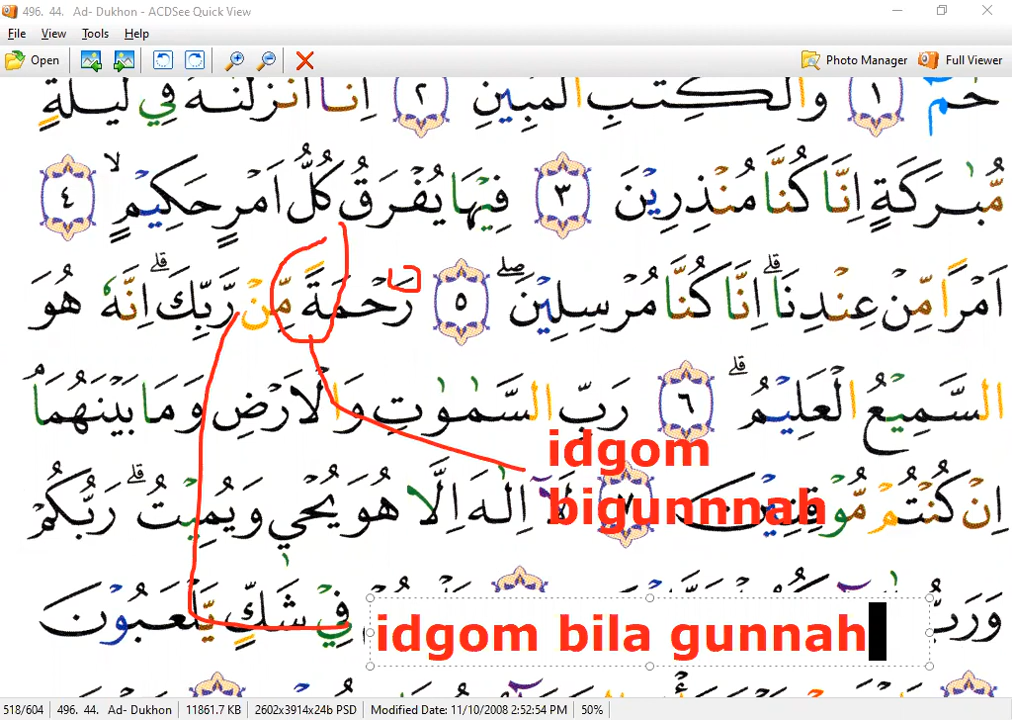 496. 44. Ad- Dukhon - ACDSee Quick View
File View Tools Help
Open Photo Manager Full Viewer
حٰمٓ ١ وَالْكِتٰبِ الْمُبِيْنِ ٢ اِنَّآ اَنْزَلْنٰهُ فِيْ لَيْلَةٍ
مُّبٰرَكَةٍ اِنَّا كُنَّا مُنْذِرِيْنَ ٣ فِيْهَا يُفْرَقُ كُلُّ اَمْرٍ حَكِيْمٍۙ ٤
اَمْرًا مِّنْ عِنْدِنَاۗ اِنَّا كُنَّا مُرْسِلِيْنَۖ ٥ رَحْمَةً مِّنْ رَّبِّكَۗ اِنَّهٗ هُوَ
السَّمِيْعُ الْعَلِيْمُۗ ٦ رَبِّ السَّمٰوٰتِ وَالْاَرْضِ وَمَا بَيْنَهُمَاۘ
idgom
اِنْ كُنْتُمْ مُّوْقِنِيْنَ ٧ لَآ اِلٰهَ اِلَّا هُوَ يُحْيٖ وَيُمِيْتُۗ رَبُّكُمْ
bigunnnah
وَرَبُّ فِيْ شَكٍّ يَّلْعَبُوْنَ
idgom bila gunnah
518/604 496. 44. Ad- Dukhon 11861.7 KB 2602x3914x24b PSD Modified Date: 11/10/2008 2:52:54 PM 50%